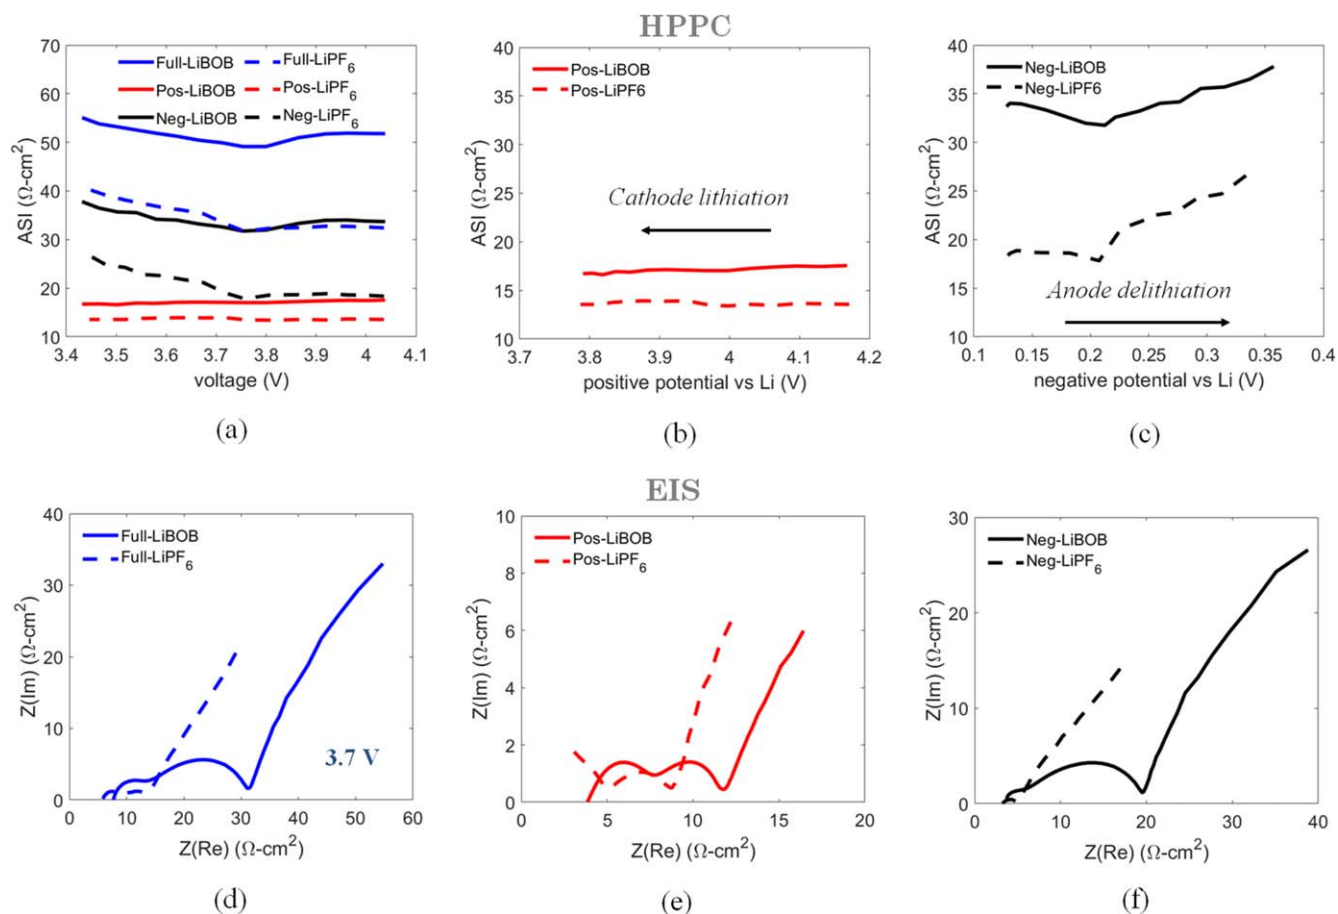 HPPC
70
60
50
40
30
20
10
ASI (Ω-cm²)
Full-LiBOB
Pos-LiBOB
Neg-LiBOB
Full-LiPF₆
Pos-LiPF₆
Neg-LiPF₆
3.4 3.5 3.6 3.7 3.8 3.9 4 4.1
voltage (V)
(a)
40
35
30
25
20
15
10
ASI (Ω-cm²)
Pos-LiBOB
Pos-LiPF6
Cathode lithiation
3.7 3.8 3.9 4 4.1 4.2
positive potential vs Li (V)
(b)
40
35
30
25
20
15
10
ASI (Ω-cm²)
Neg-LiBOB
Neg-LiPF6
Anode delithiation
0.1 0.15 0.2 0.25 0.3 0.35 0.4
negative potential vs Li (V)
(c)
EIS
40
30
20
10
0
Z(Im) (Ω-cm²)
Full-LiBOB
Full-LiPF₆
3.7 V
0 10 20 30 40 50 60
Z(Re) (Ω-cm²)
(d)
10
8
6
4
2
0
Z(Im) (Ω-cm²)
Pos-LiBOB
Pos-LiPF₆
0 5 10 15 20
Z(Re) (Ω-cm²)
(e)
30
20
10
0
Z(Im) (Ω-cm²)
Neg-LiBOB
Neg-LiPF₆
0 10 20 30 40
Z(Re) (Ω-cm²)
(f)